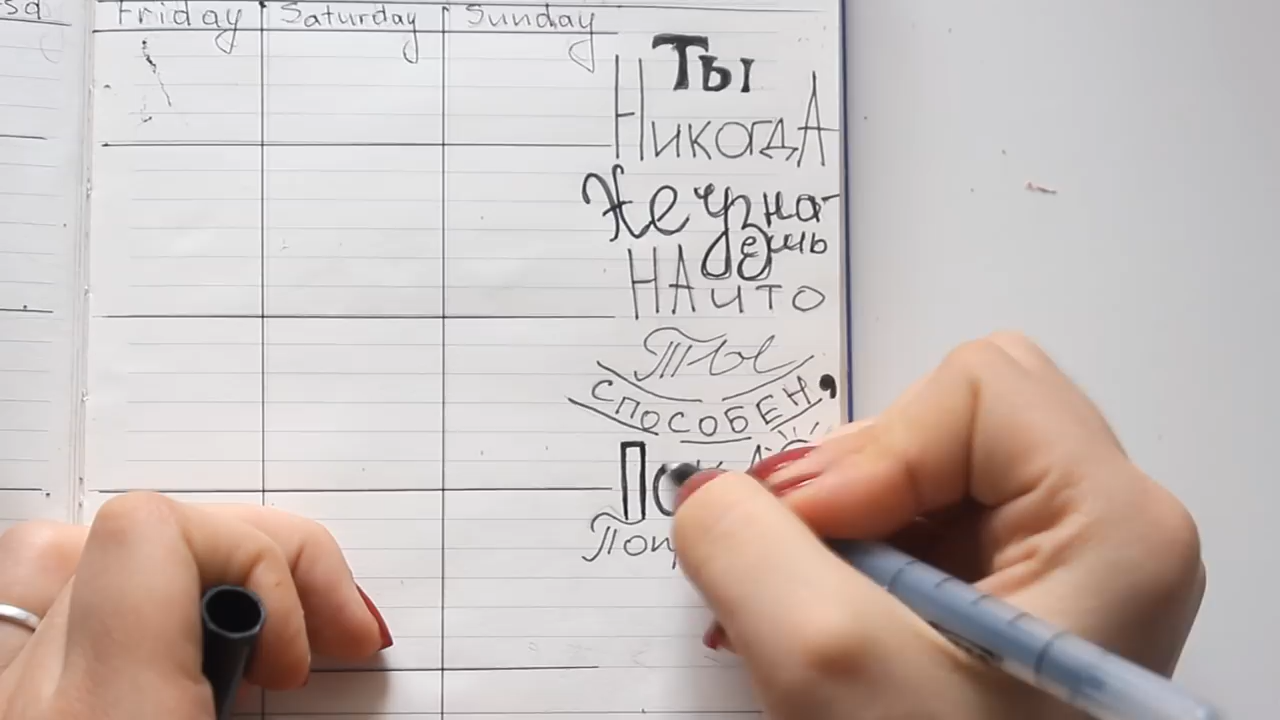 Friday Saturday Sunday
Ты
НикогдА
Не узна-
ешь
НА что
Ты
СПОСОБЕН,